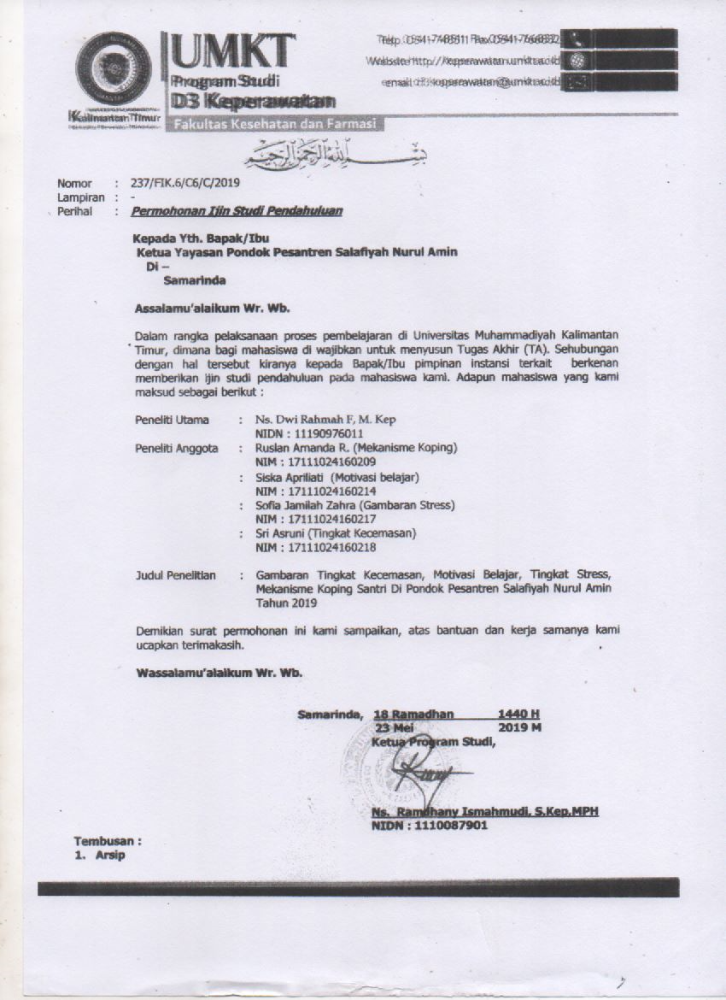 UMKT
Program Studi
D3 Keperawatan
Kalimantan Timur
Fakultas Kesehatan dan Farmasi
Telp. 0541-748511 Fax.0541-766832
Website http://keperawatan.umkt.ac.id
email
بسم الله الرحمن الرحيم
Nomor : 237/FIK.6/C6/C/2019
Lampiran : -
Perihal : Permohonan Ijin Studi Pendahuluan
Kepada Yth. Bapak/Ibu
Ketua Yayasan Pondok Pesantren Salafiyah Nurul Amin
Di –
Samarinda
Assalamu'alaikum Wr. Wb.
Dalam rangka pelaksanaan proses pembelajaran di Universitas Muhammadiyah Kalimantan
Timur, dimana bagi mahasiswa di wajibkan untuk menyusun Tugas Akhir (TA). Sehubungan
dengan hal tersebut kiranya kepada Bapak/Ibu pimpinan instansi terkait berkenan
memberikan ijin studi pendahuluan pada mahasiswa kami. Adapun mahasiswa yang kami
maksud sebagai berikut :
Peneliti Utama : Ns. Dwi Rahmah F, M. Kep
NIDN : 11190976011
Peneliti Anggota : Ruslan Amanda R. (Mekanisme Koping)
NIM : 17111024160209
: Siska Apriliati (Motivasi belajar)
NIM : 17111024160214
: Sofia Jamilah Zahra (Gambaran Stress)
NIM : 17111024160217
: Sri Asruni (Tingkat Kecemasan)
NIM : 17111024160218
Judul Penelitian : Gambaran Tingkat Kecemasan, Motivasi Belajar, Tingkat Stress,
Mekanisme Koping Santri Di Pondok Pesantren Salafiyah Nurul Amin
Tahun 2019
Demikian surat permohonan ini kami sampaikan, atas bantuan dan kerja samanya kami
ucapkan terimakasih.
Wassalamu'alaikum Wr. Wb.
Samarinda, 18 Ramadhan 1440 H
23 Mei 2019 M
Ketua Program Studi,
Ns. Ramdhany Ismahmudi, S.Kep.MPH
NIDN : 1110087901
Tembusan :
1. Arsip